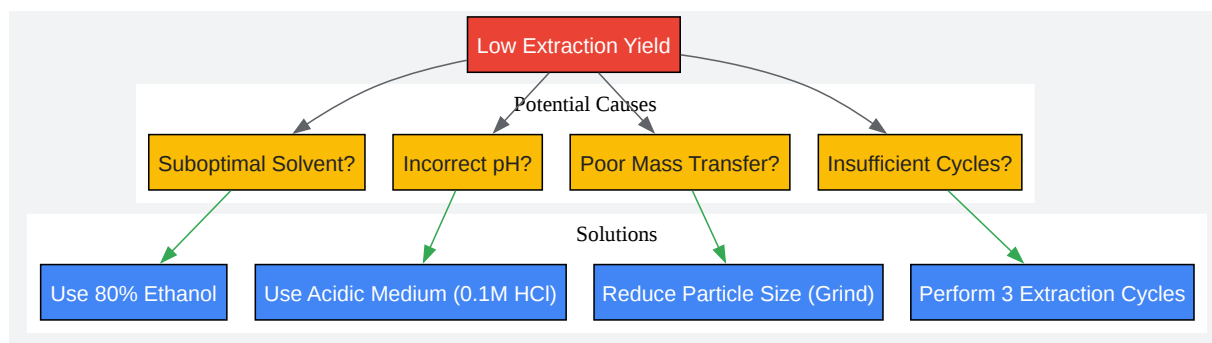 Low Extraction Yield
Potential Causes
Suboptimal Solvent?
Incorrect pH?
Poor Mass Transfer?
Insufficient Cycles?
Solutions
Use 80% Ethanol
Use Acidic Medium (0.1M HCl)
Reduce Particle Size (Grind)
Perform 3 Extraction Cycles